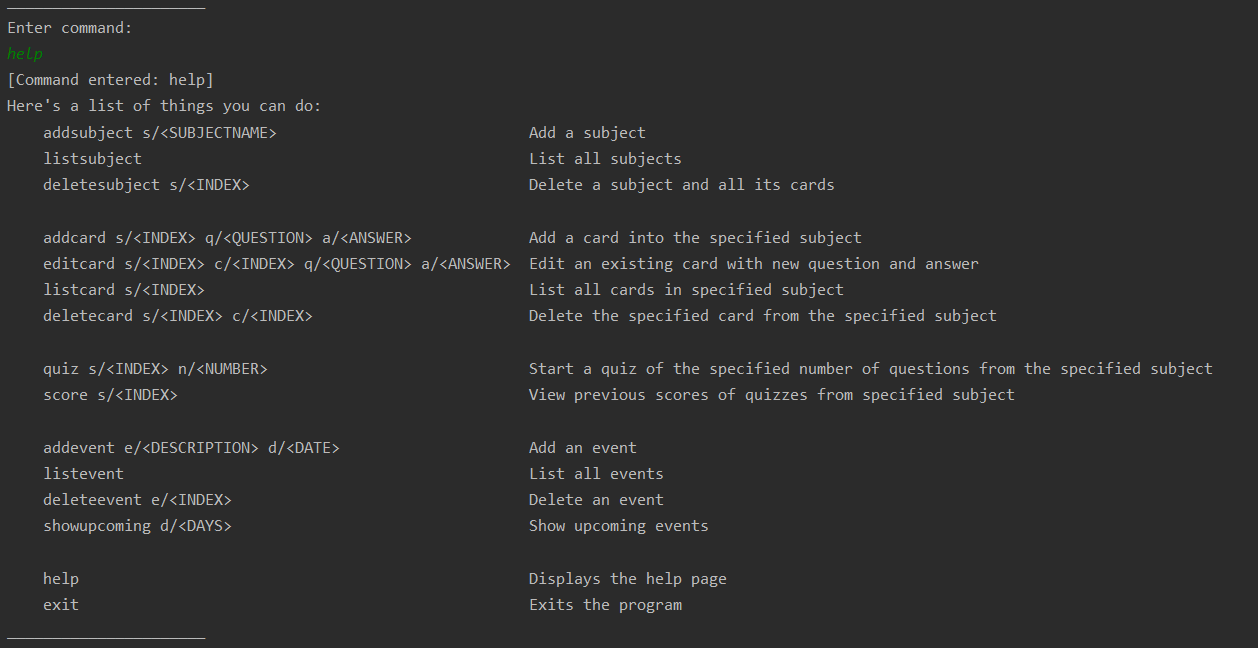 Enter command:
help
[Command entered: help]
Here's a list of things you can do:
addsubject s/<SUBJECTNAME> Add a subject
listsubject List all subjects
deletesubject s/<INDEX> Delete a subject and all its cards
addcard s/<INDEX> q/<QUESTION> a/<ANSWER> Add a card into the specified subject
editcard s/<INDEX> c/<INDEX> q/<QUESTION> a/<ANSWER> Edit an existing card with new question and answer
listcard s/<INDEX> List all cards in specified subject
deletecard s/<INDEX> c/<INDEX> Delete the specified card from the specified subject
quiz s/<INDEX> n/<NUMBER> Start a quiz of the specified number of questions from the specified subject
score s/<INDEX> View previous scores of quizzes from specified subject
addevent e/<DESCRIPTION> d/<DATE> Add an event
listevent List all events
deleteevent e/<INDEX> Delete an event
showupcoming d/<DAYS> Show upcoming events
help Displays the help page
exit Exits the program